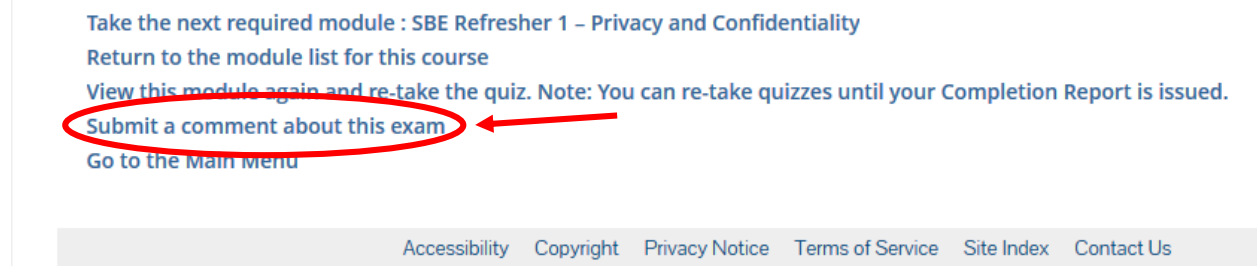 Take the next required module : SBE Refresher 1 – Privacy and Confidentiality
Return to the module list for this course
View this module again and re-take the quiz. Note: You can re-take quizzes until your Completion Report is issued.
Submit a comment about this exam
Go to the Main Menu
Accessibility Copyright Privacy Notice Terms of Service Site Index Contact Us